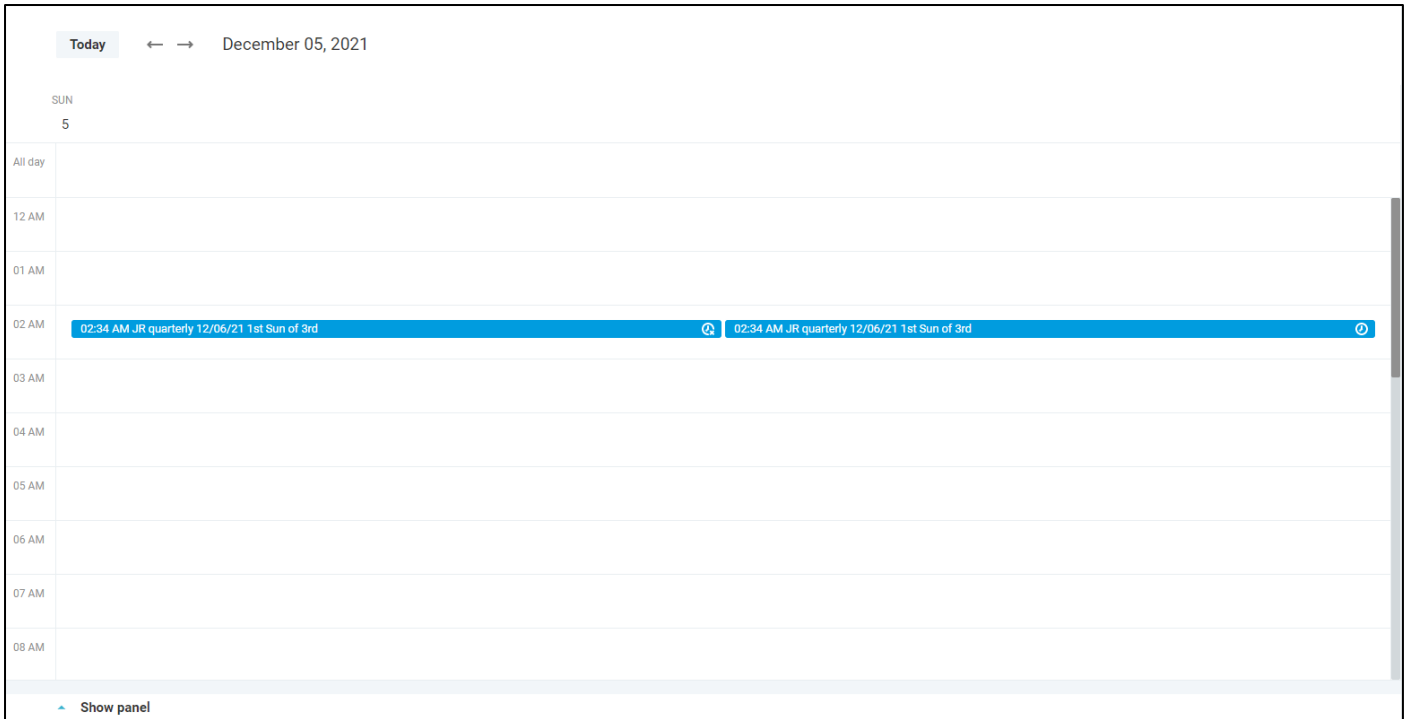 Today December 05, 2021
SUN
5
All day
12 AM
01 AM
02 AM 02:34 AM JR quarterly 12/06/21 1st Sun of 3rd 02:34 AM JR quarterly 12/06/21 1st Sun of 3rd
03 AM
04 AM
05 AM
06 AM
07 AM
08 AM
Show panel